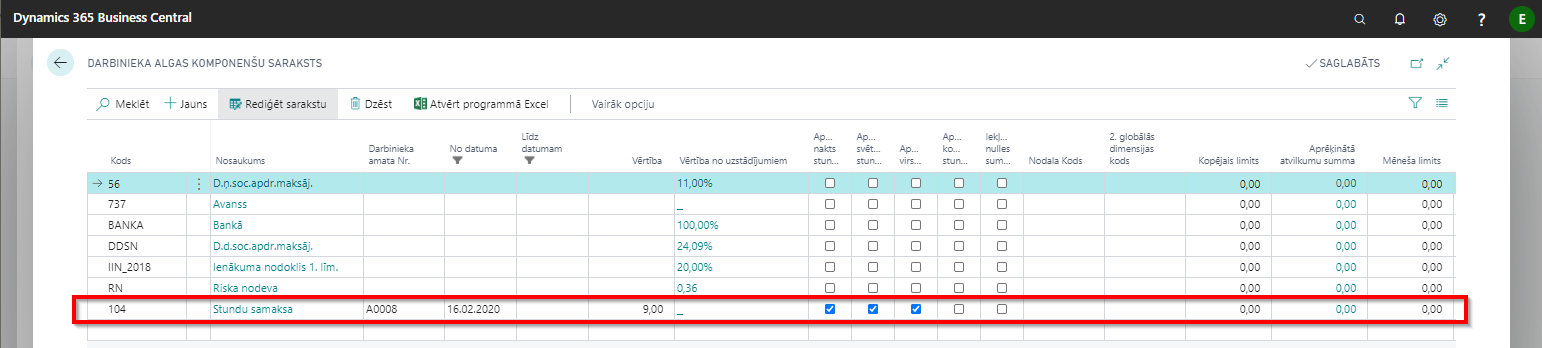 Dynamics 365 Business Central
?
E
DARBINIEKA ALGAS KOMPONENŠU SARAKSTS
SAGLABĀTS
Meklēt Jauns Rediģēt sarakstu Dzēst Atvērt programmā Excel Vairāk opciju
Kods Nosaukums Darbinieka amata Nr. No datuma Līdz datumam Vērtība Vērtība no uzstādījumiem Ap... nakts stun... Ap... svēt... stun... Ap... virs... Ap... ko... stun... Iekļ... nulles sum... Nodaļa Kods 2. globālās dimensijas kods Kopējais limits Aprēķinātā atvilkumu summa Mēneša limits
56 D.ņ.soc.apdr.maksāj. 11,00% 0,00 0,00 0,00
737 Avanss _ 0,00 0,00 0,00
BANKA Bankā 100,00% 0,00 0,00 0,00
DDSN D.d.soc.apdr.maksāj. 24,09% 0,00 0,00 0,00
IIN_2018 Ienākuma nodoklis 1. līm. 20,00% 0,00 0,00 0,00
RN Riska nodeva 0,36 0,00 0,00 0,00
104 Stundu samaksa A0008 16.02.2020 9,00 _ 0,00 0,00 0,00